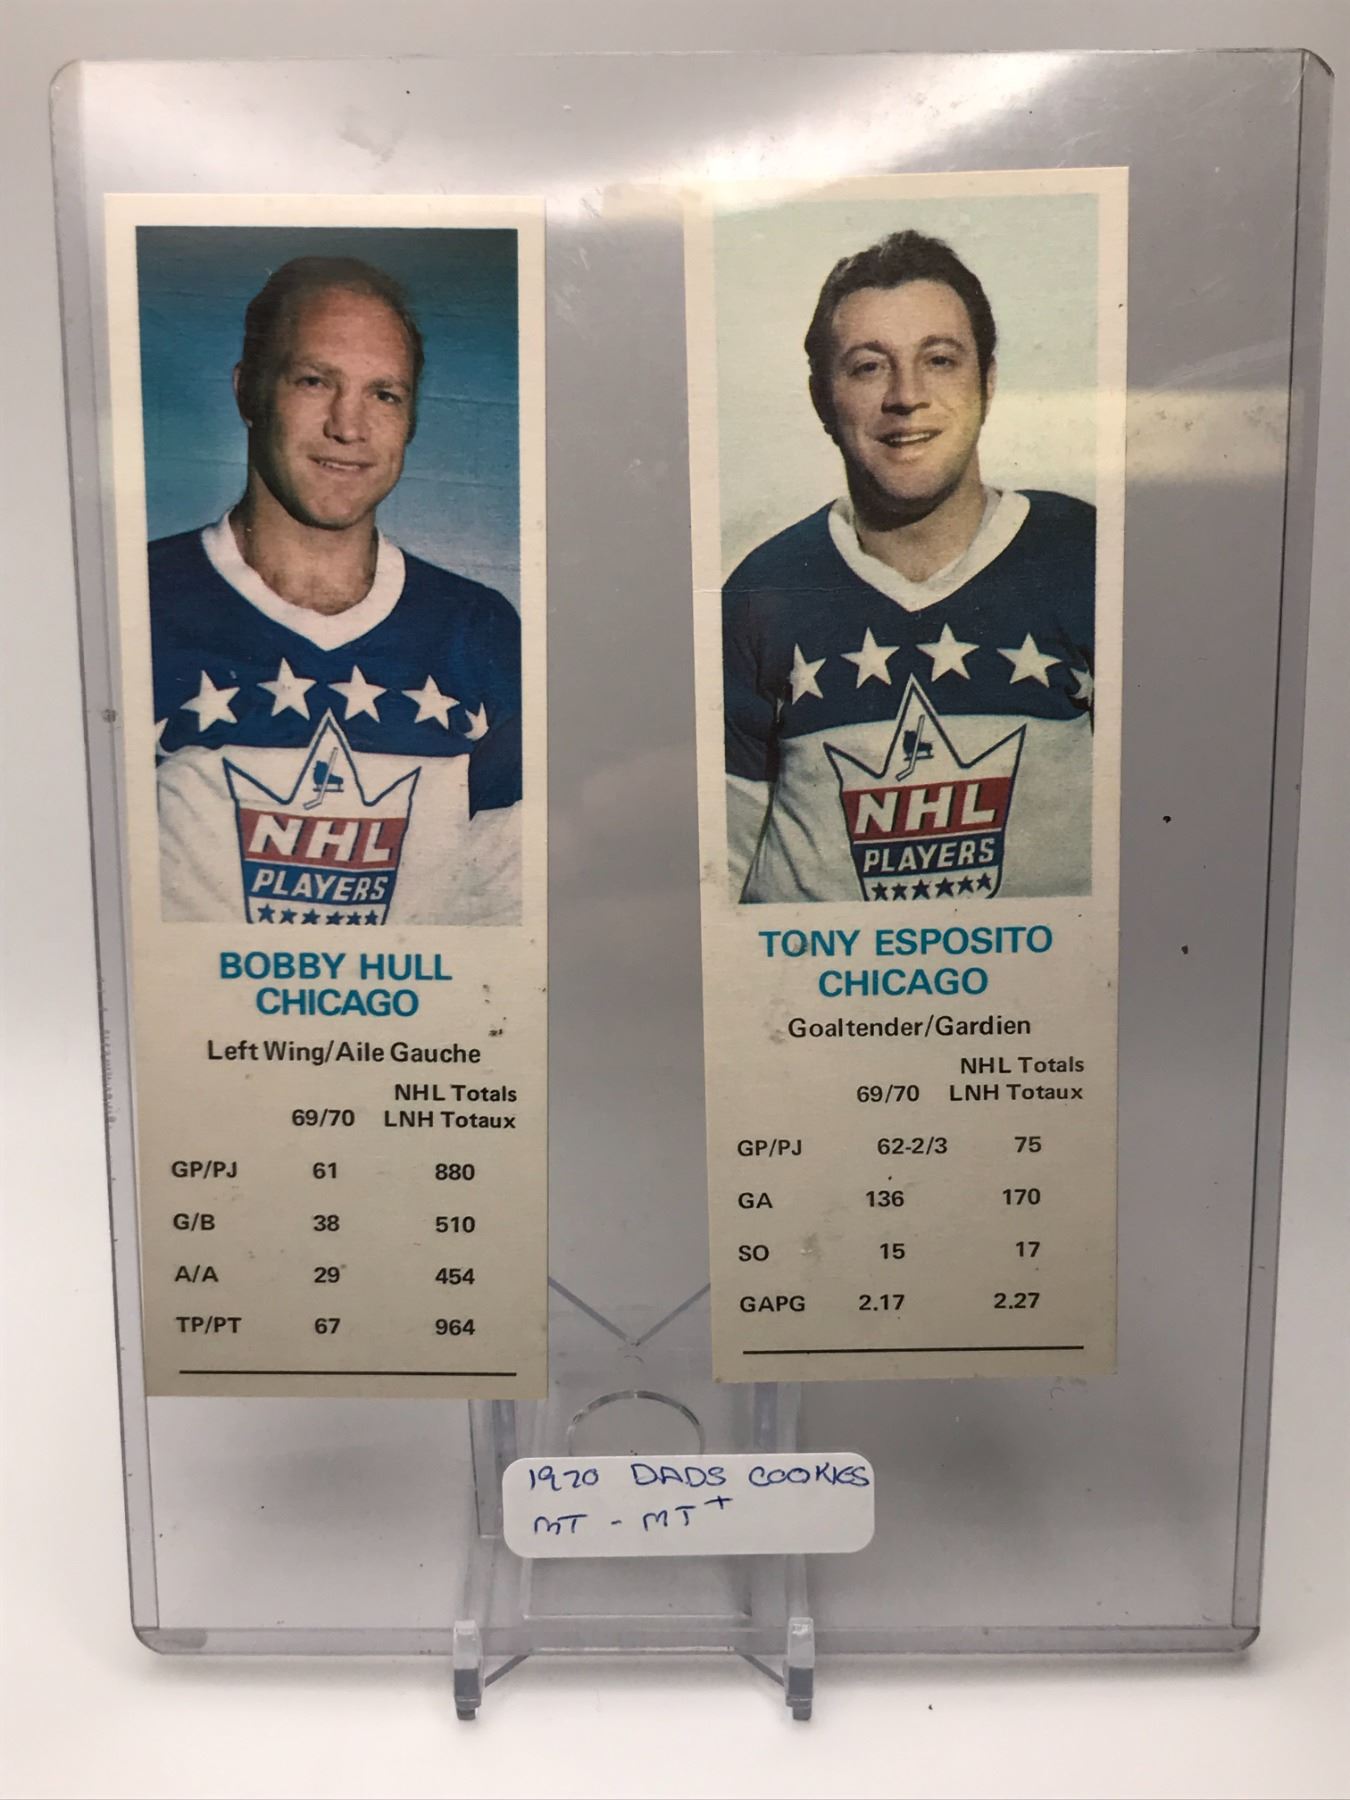 NHL
PLAYERS
BOBBY HULL
CHICAGO
Left Wing/Aile Gauche
NHL Totals
69/70 LNH Totaux
GP/PJ 61 880
G/B 38 510
A/A 29 454
TP/PT 67 964
NHL
PLAYERS
TONY ESPOSITO
CHICAGO
Goaltender/Gardien
NHL Totals
69/70 LNH Totaux
GP/PJ 62-2/3 75
GA 136 170
SO 15 17
GAPG 2.17 2.27
1970 DADS COOKIES
MT - MT+